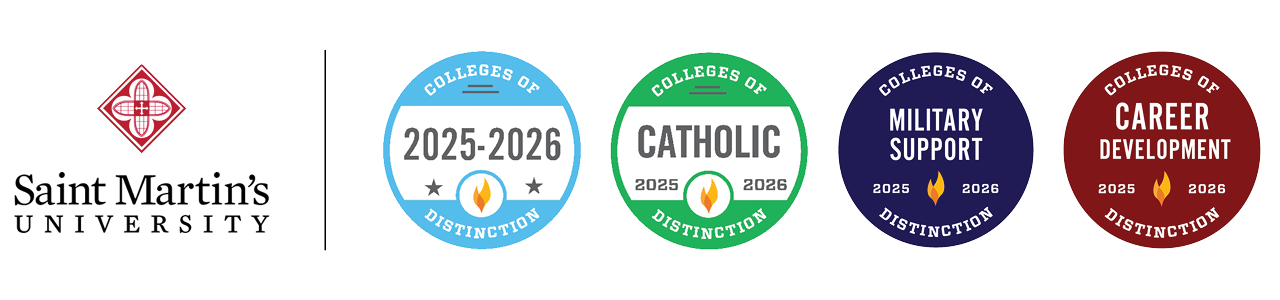 Saint Martin's
UNIVERSITY
COLLEGES OF
2025-2026
DISTINCTION
COLLEGES OF
CATHOLIC
2025 2026
DISTINCTION
COLLEGES OF
MILITARY
SUPPORT
2025 2026
DISTINCTION
COLLEGES OF
CAREER
DEVELOPMENT
2025 2026
DISTINCTION